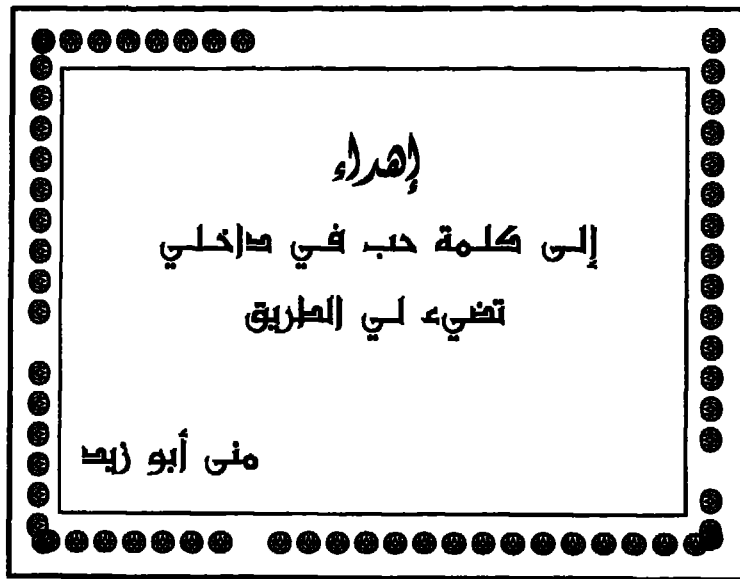 إهداء
إلى كلمة حب في داخلي
تضيء لي الطريق
منى أبو زيد